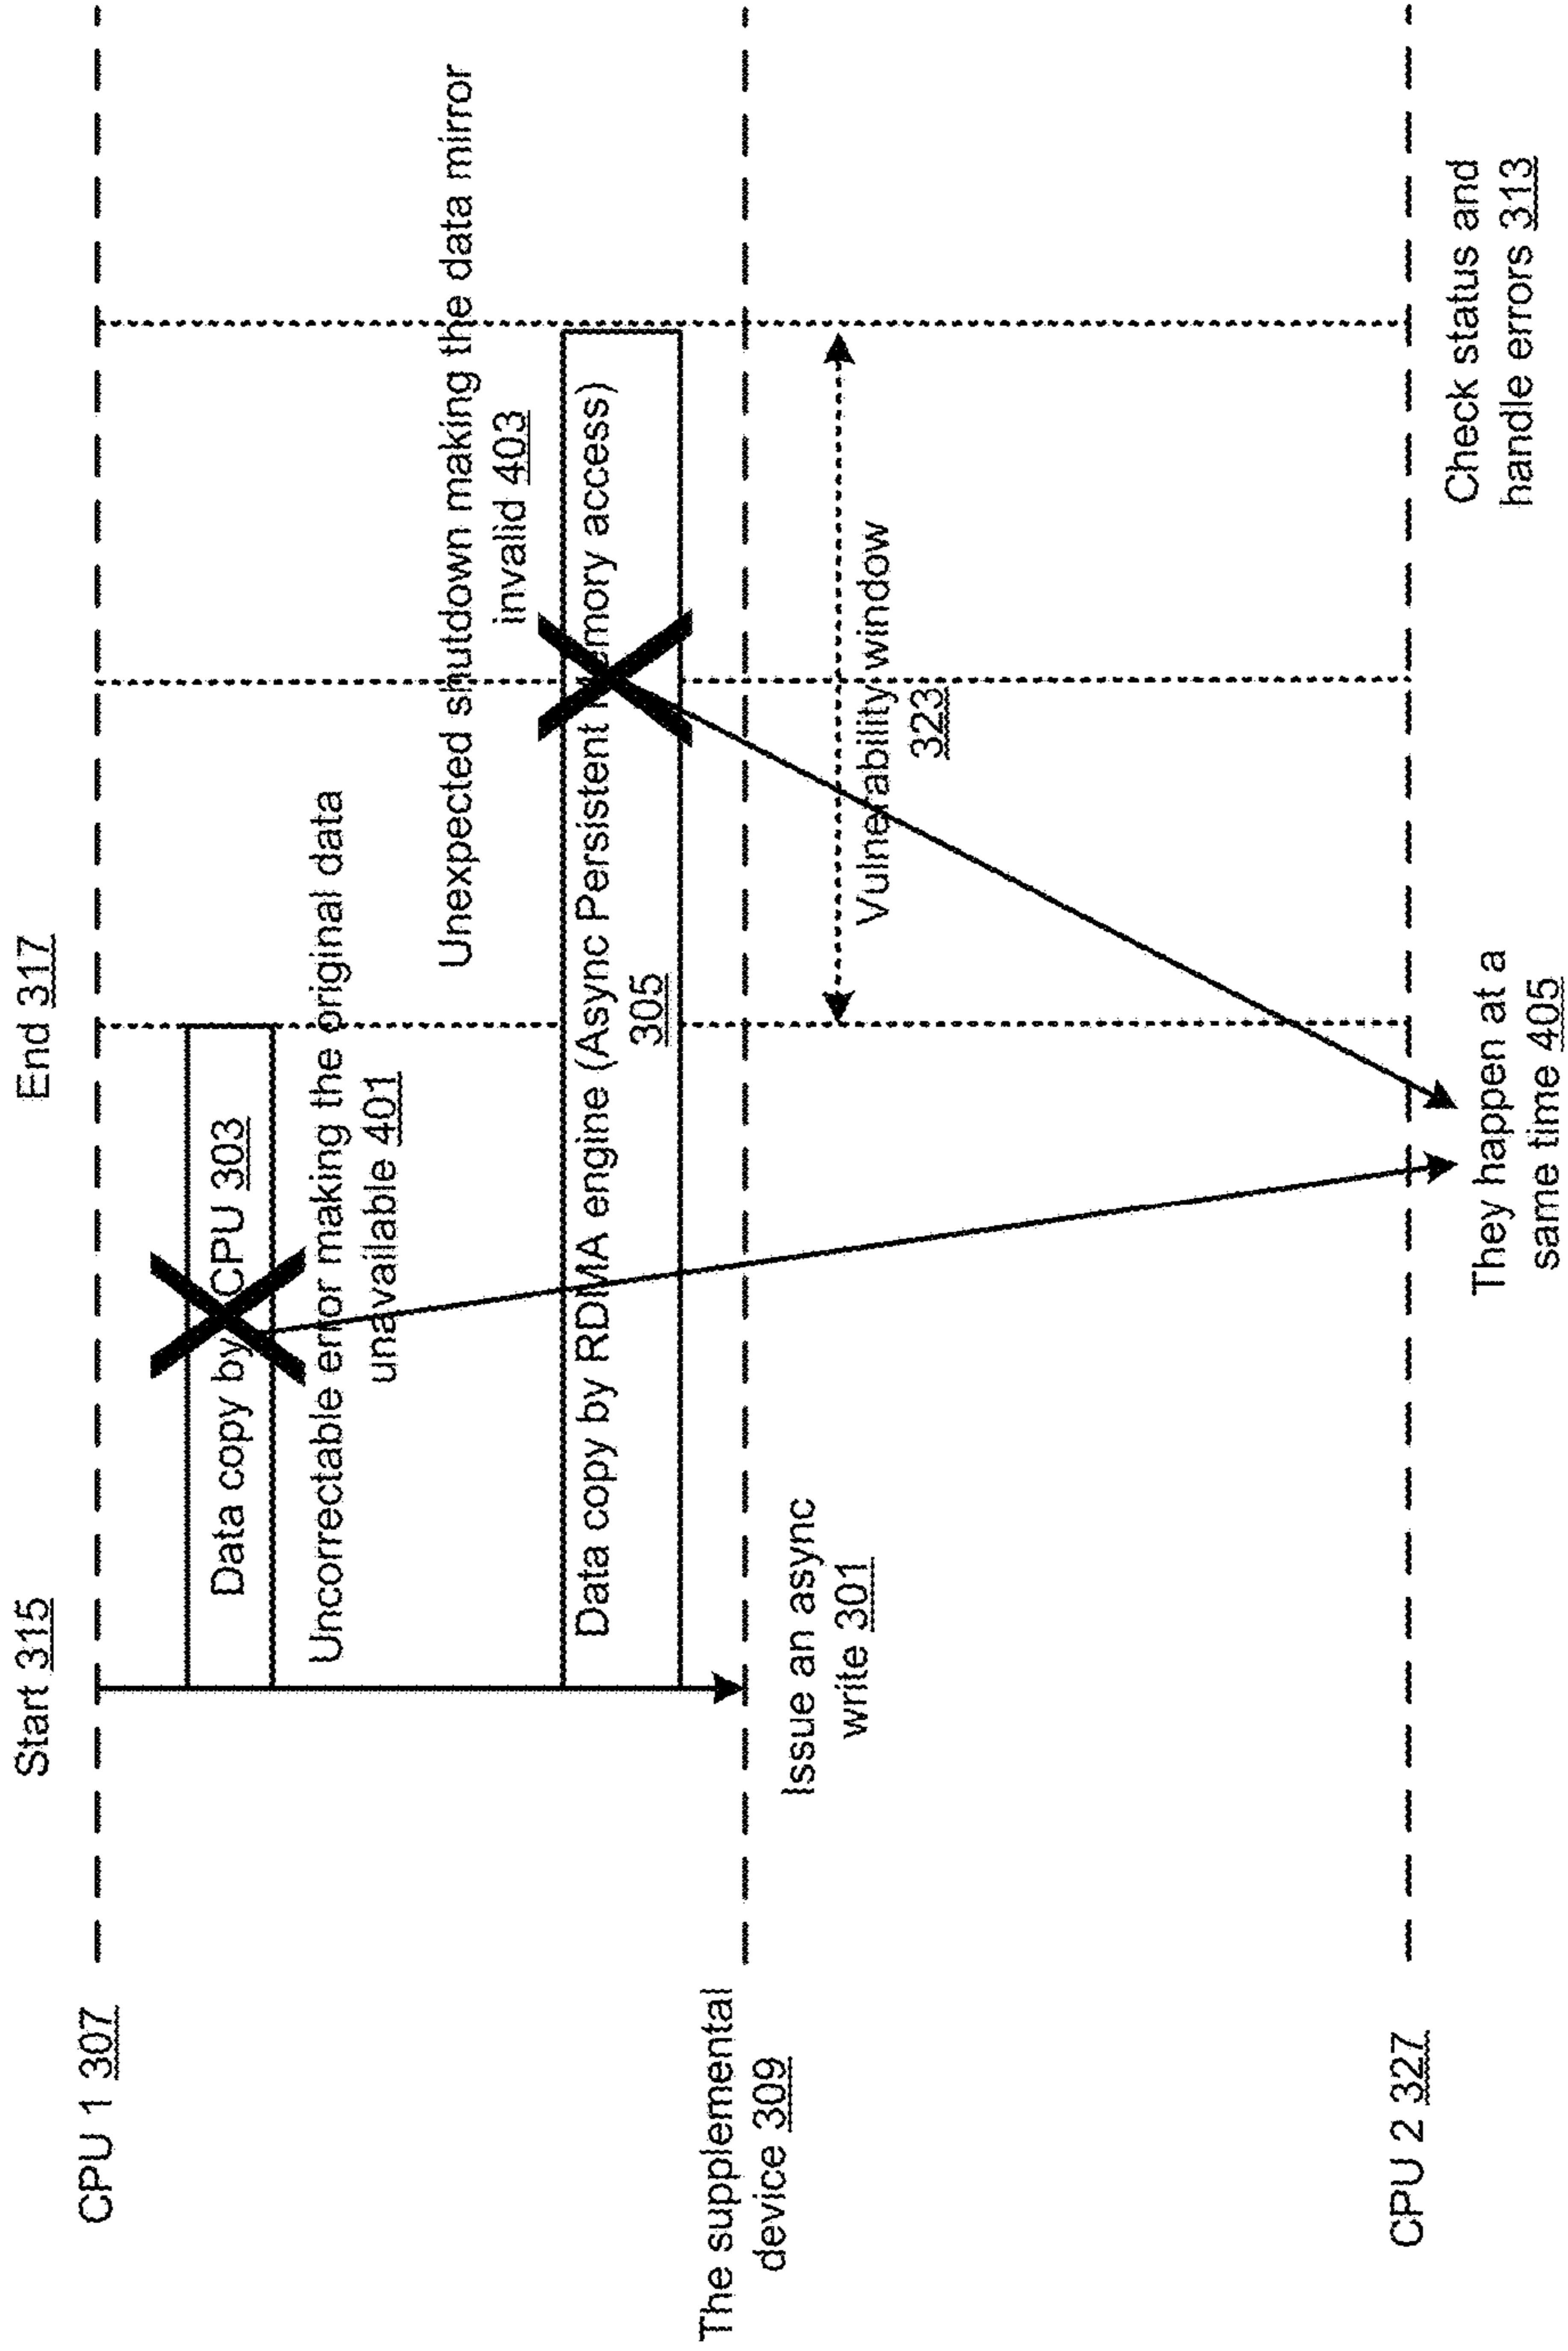 Start 315
End 317
CPU 1 307
Data copy by CPU 303
Uncorrectable error making the original data
unavailable 401
Unexpected shutdown making the data mirror
invalid 403
Data copy by RDMA engine (Async Persistent Memory access)
305
The supplemental
device 309
Issue an async
write 301
Vulnerability window
323
CPU 2 327
They happen at a
same time 405
Check status and
handle errors 313